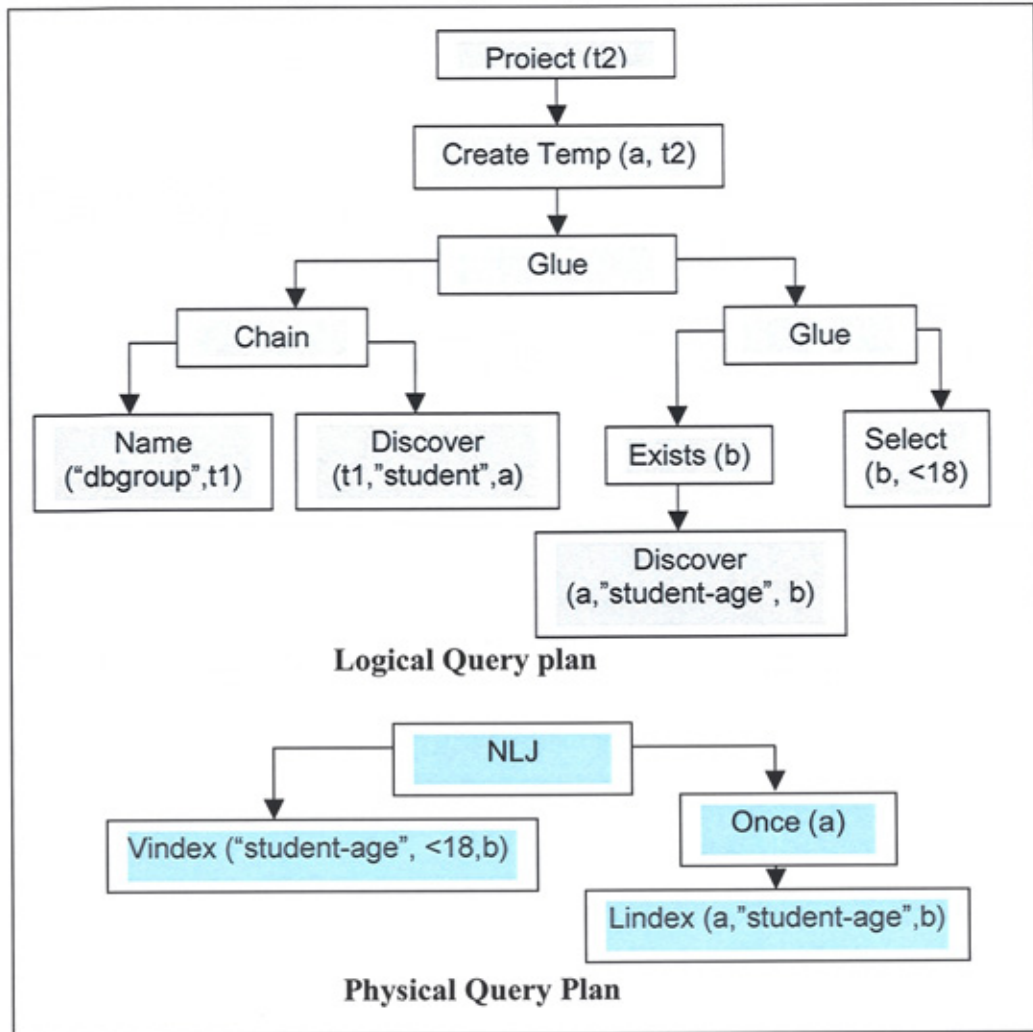 Project (t2)
Create Temp (a, t2)
Glue
Chain
Glue
Name
("dbgroup",t1)
Discover
(t1,"student",a)
Exists (b)
Select
(b, <18)
Discover
(a,"student-age", b)
Logical Query plan
NLJ
Vindex ("student-age", <18,b)
Once (a)
Lindex (a,"student-age",b)
Physical Query Plan